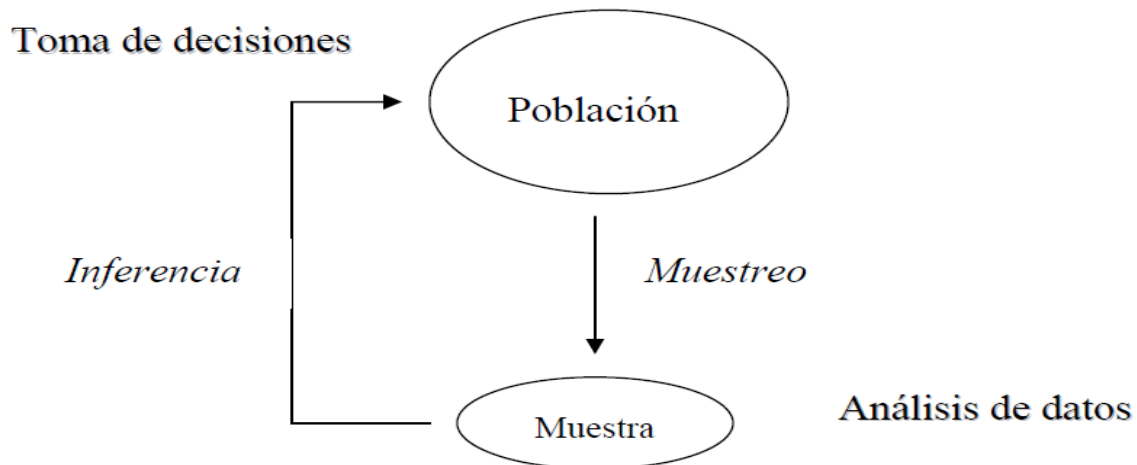 Toma de decisiones
Población
Inferencia
Muestreo
Muestra
Análisis de datos